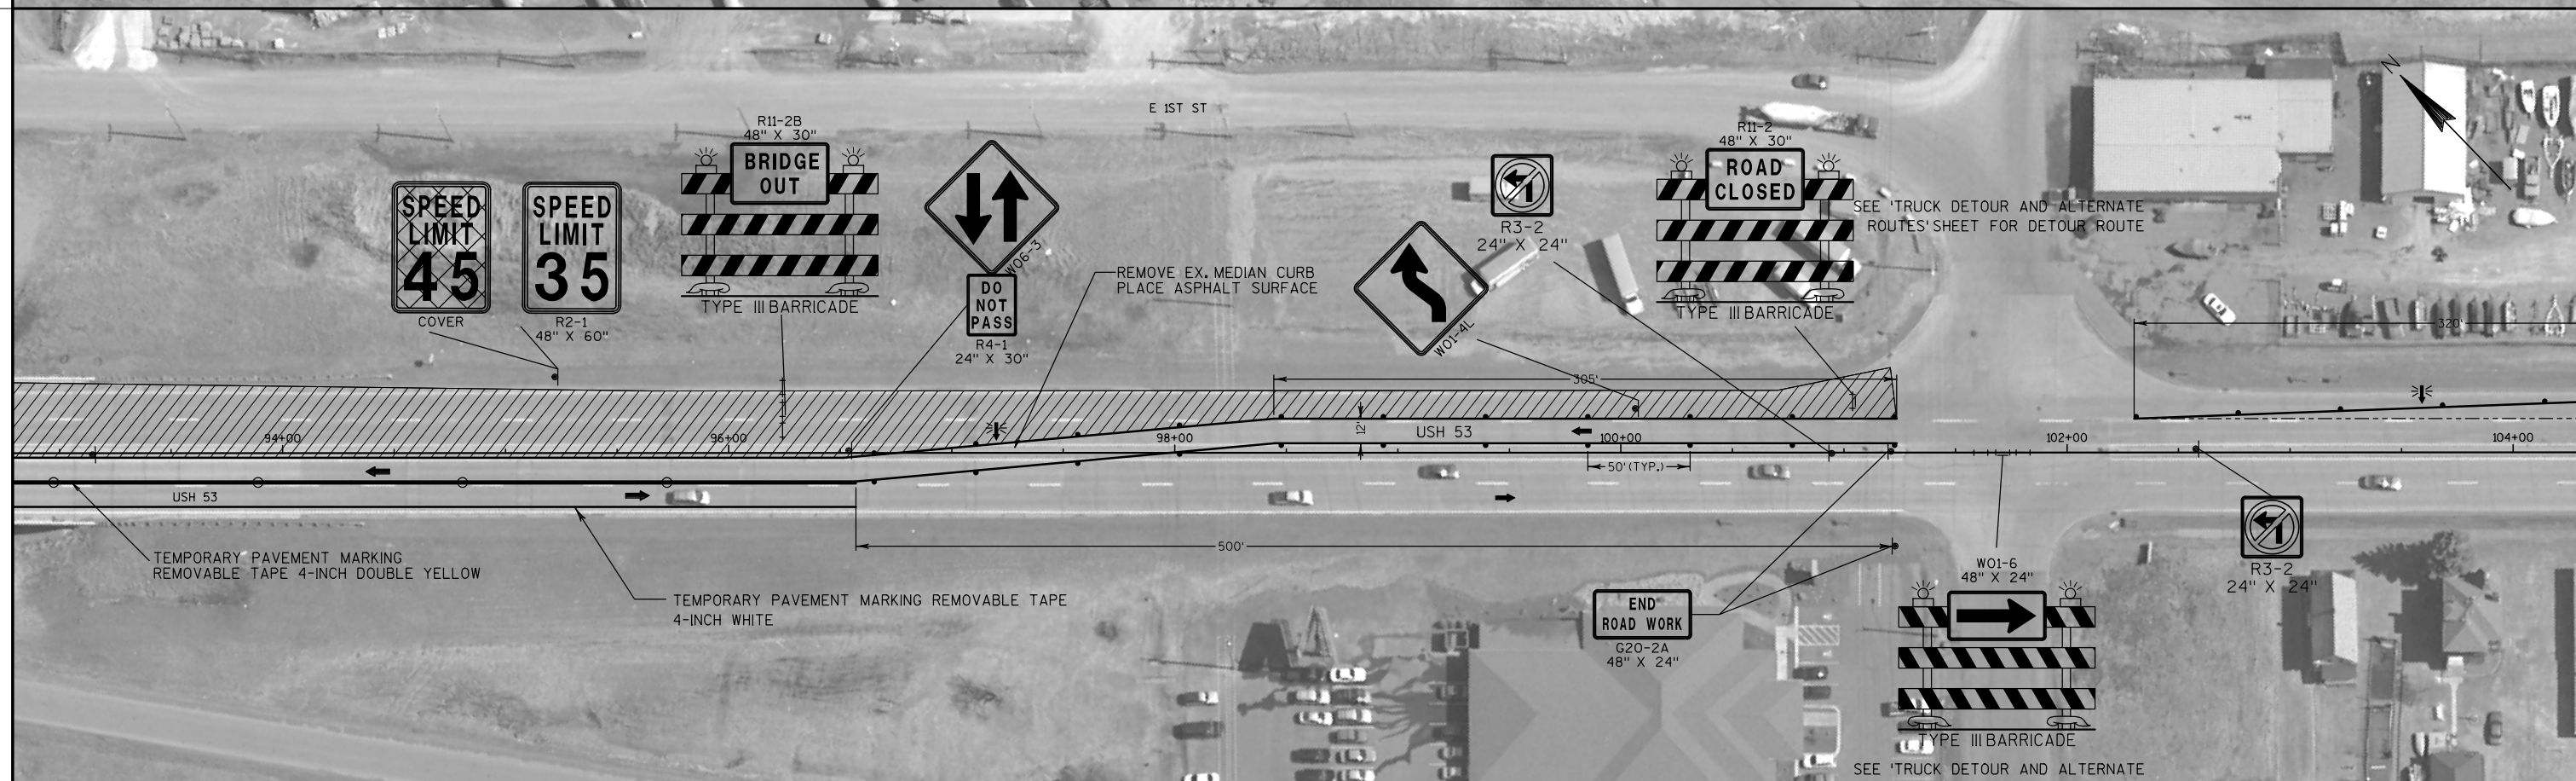 E 1ST ST
N
R11-2B
48" X 30"
BRIDGE
OUT
TYPE III BARRICADE
SPEED
LIMIT
45
COVER
SPEED
LIMIT
35
R2-1
48" X 60"
WO6-3
DO
NOT
PASS
R4-1
24" X 30"
REMOVE EX. MEDIAN CURB
PLACE ASPHALT SURFACE
WO1-4L
R3-2
24" X 24"
R11-2
48" X 30"
ROAD
CLOSED
TYPE III BARRICADE
SEE 'TRUCK DETOUR AND ALTERNATE
ROUTES' SHEET FOR DETOUR ROUTE
320'
305'
12'
USH 53
94+00
96+00
98+00
100+00
102+00
104+00
50' (TYP.)
USH 53
500'
TEMPORARY PAVEMENT MARKING
REMOVABLE TAPE 4-INCH DOUBLE YELLOW
TEMPORARY PAVEMENT MARKING REMOVABLE TAPE
4-INCH WHITE
END
ROAD WORK
G20-2A
48" X 24"
WO1-6
48" X 24"
TYPE III BARRICADE
SEE 'TRUCK DETOUR AND ALTERNATE
R3-2
24" X 24"